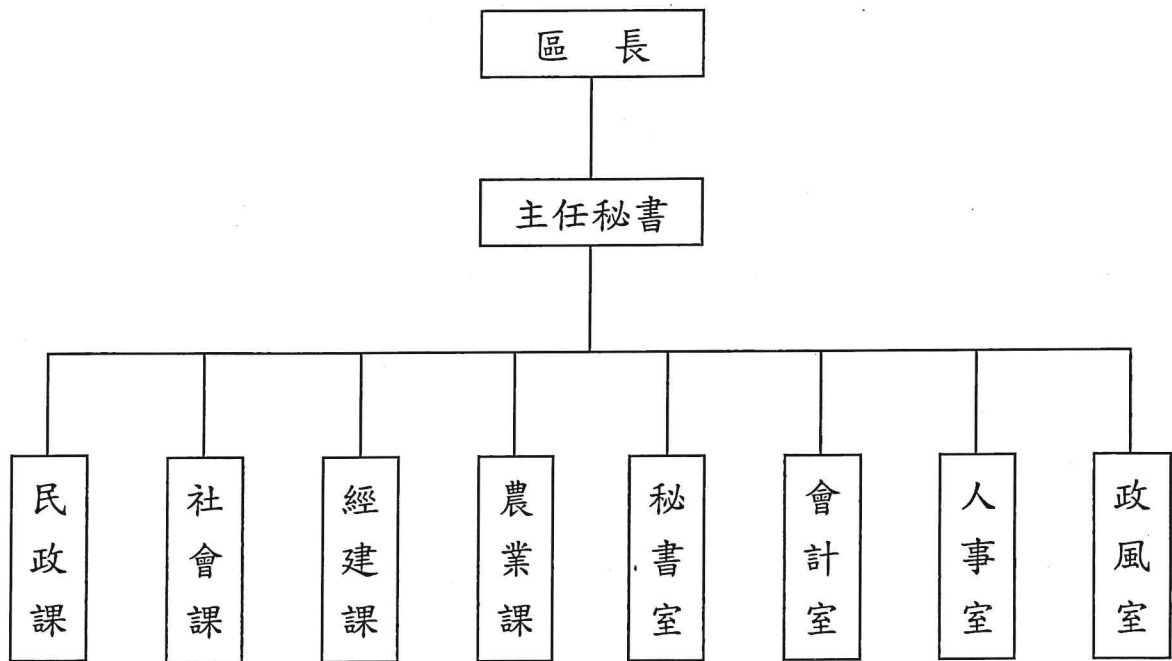 區 長
主任秘書
民政課
社會課
經建課
農業課
秘書室
會計室
人事室
政風室